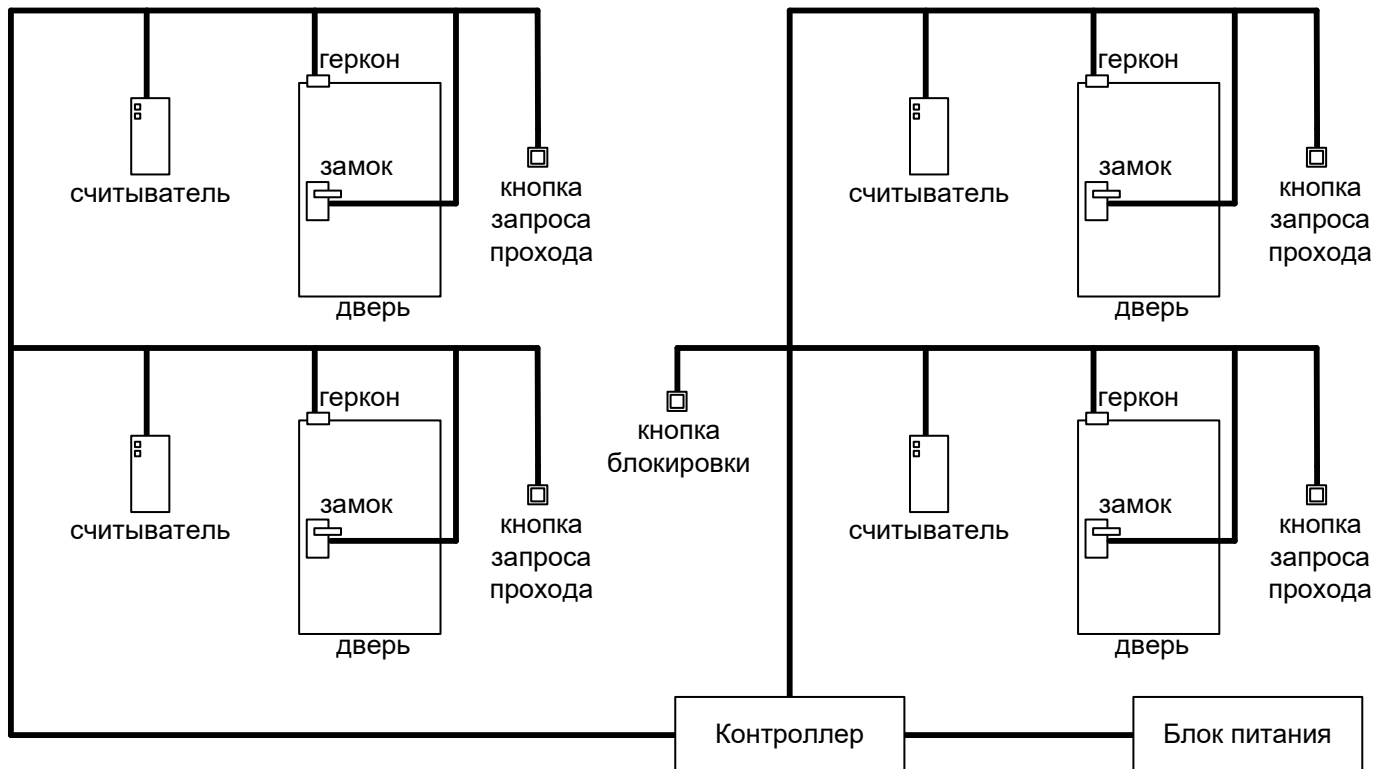 геркон
замок
считыватель
кнопка
запроса
прохода
дверь
геркон
замок
считыватель
кнопка
запроса
прохода
дверь
геркон
замок
считыватель
кнопка
запроса
прохода
дверь
кнопка
блокировки
геркон
замок
считыватель
кнопка
запроса
прохода
дверь
Контроллер
Блок питания